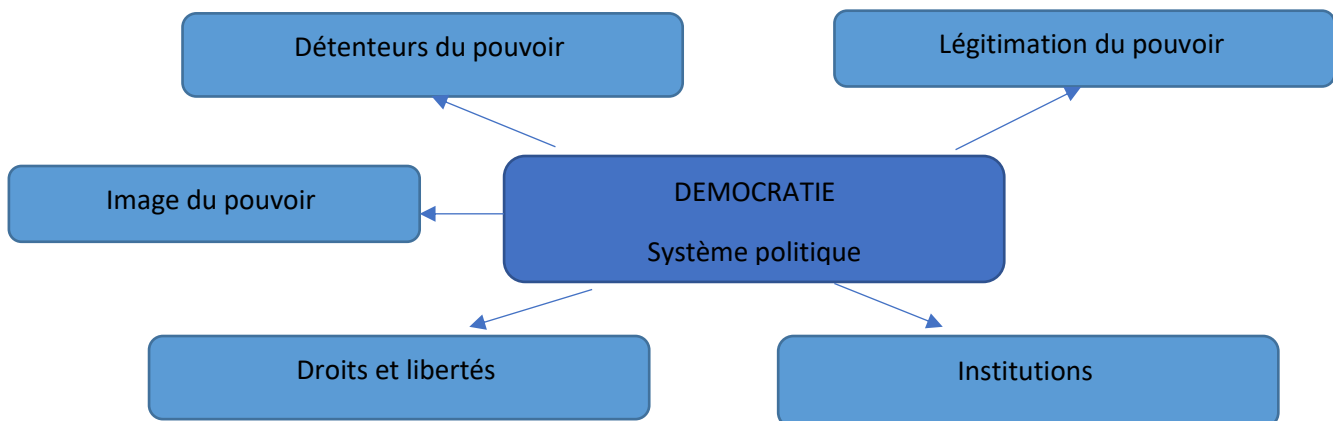 Détenteurs du pouvoir
Légitimation du pouvoir
Image du pouvoir
DEMOCRATIE
Système politique
Droits et libertés
Institutions